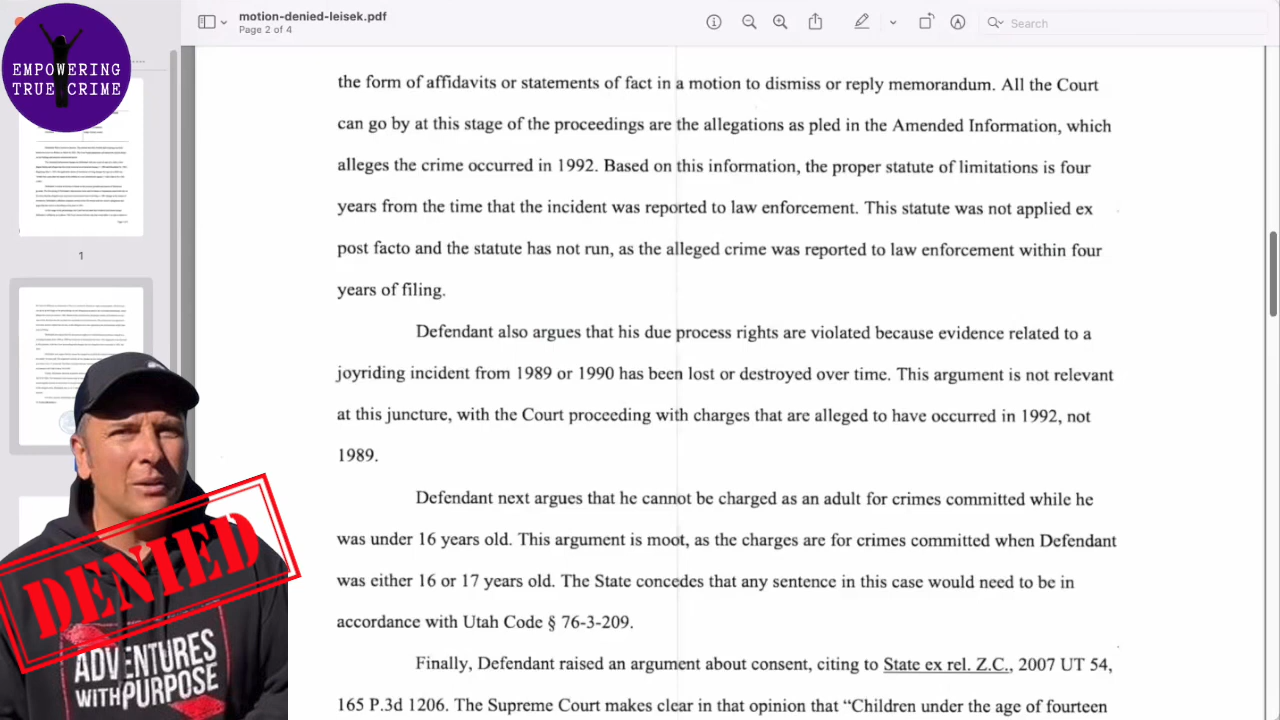 motion-denied-leisek.pdf
Page 2 of 4
Search
EMPOWERING
TRUE CRIME
1
the form of affidavits or statements of fact in a motion to dismiss or reply memorandum. All the Court
can go by at this stage of the proceedings are the allegations as pled in the Amended Information, which
alleges the crime occurred in 1992. Based on this information, the proper statute of limitations is four
years from the time that the incident was reported to law enforcement. This statute was not applied ex
post facto and the statute has not run, as the alleged crime was reported to law enforcement within four
years of filing.
Defendant also argues that his due process rights are violated because evidence related to a
joyriding incident from 1989 or 1990 has been lost or destroyed over time. This argument is not relevant
at this juncture, with the Court proceeding with charges that are alleged to have occurred in 1992, not
1989.
Defendant next argues that he cannot be charged as an adult for crimes committed while he
was under 16 years old. This argument is moot, as the charges are for crimes committed when Defendant
was either 16 or 17 years old. The State concedes that any sentence in this case would need to be in
accordance with Utah Code § 76-3-209.
Finally, Defendant raised an argument about consent, citing to State ex rel. Z.C., 2007 UT 54,
165 P.3d 1206. The Supreme Court makes clear in that opinion that “Children under the age of fourteen
DENIED
ADVENTURES
WITH PURPOSE